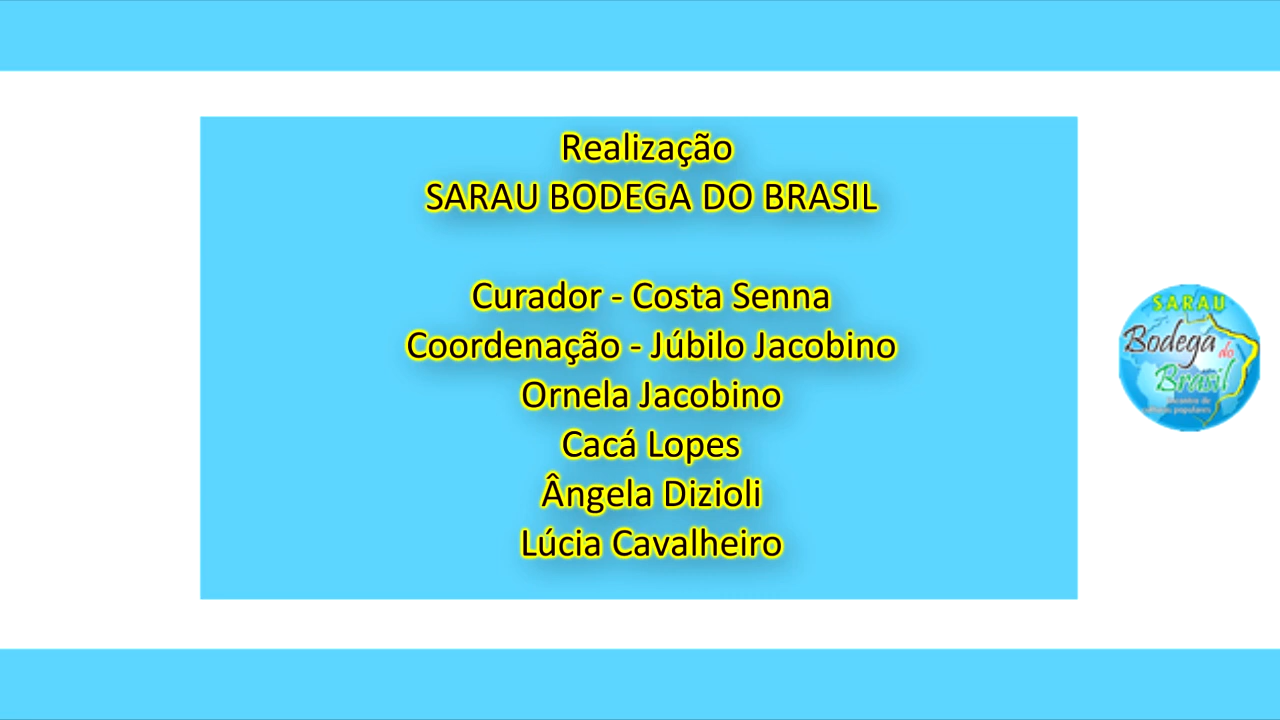 Realização
SARAU BODEGA DO BRASIL
Curador - Costa Senna
Coordenação - Júbilo Jacobino
Ornela Jacobino
Cacá Lopes
Ângela Dizioli
Lúcia Cavalheiro
SARAU
Bodega do
Brasil
populares